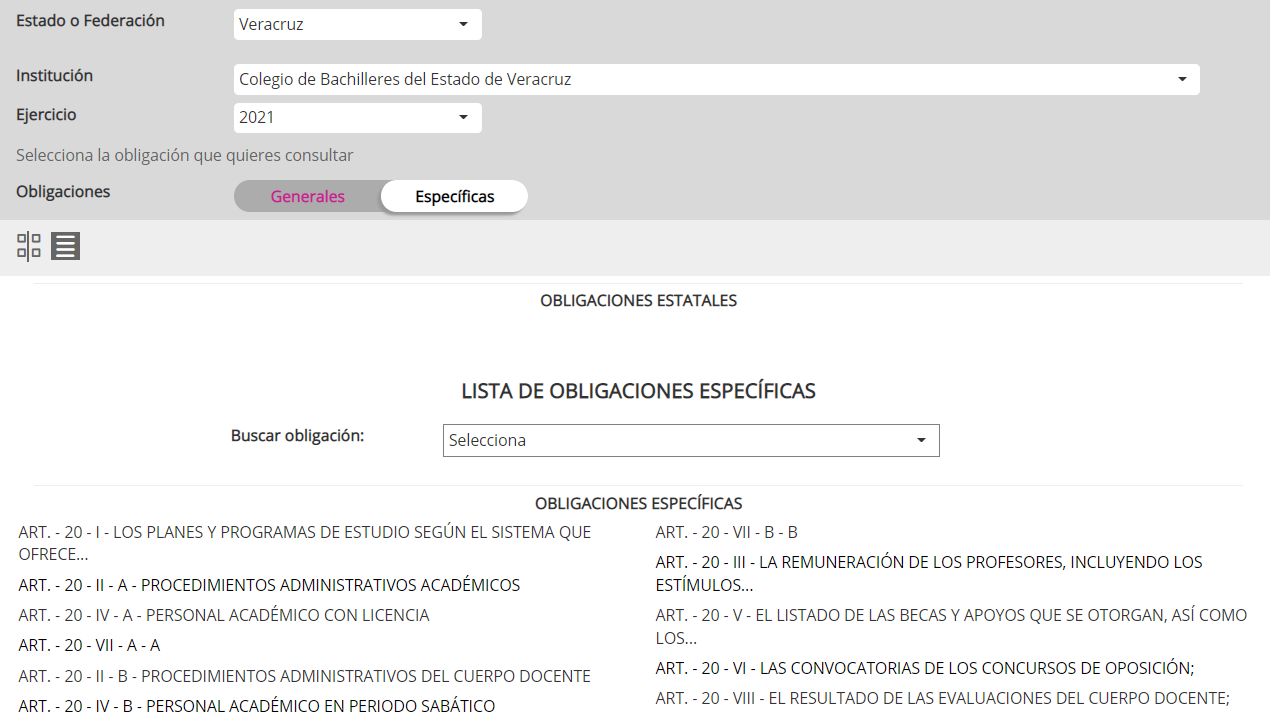 Estado o Federación
Veracruz
Institución
Colegio de Bachilleres del Estado de Veracruz
Ejercicio
2021
Selecciona la obligación que quieres consultar
Obligaciones
Generales
Específicas
OBLIGACIONES ESTATALES
LISTA DE OBLIGACIONES ESPECÍFICAS
Buscar obligación:
Selecciona
OBLIGACIONES ESPECÍFICAS
ART. - 20 - I - LOS PLANES Y PROGRAMAS DE ESTUDIO SEGÚN EL SISTEMA QUE
OFRECE...
ART. - 20 - II - A - PROCEDIMIENTOS ADMINISTRATIVOS ACADÉMICOS
ART. - 20 - IV - A - PERSONAL ACADÉMICO CON LICENCIA
ART. - 20 - VII - A - A
ART. - 20 - II - B - PROCEDIMIENTOS ADMINISTRATIVOS DEL CUERPO DOCENTE
ART. - 20 - IV - B - PERSONAL ACADÉMICO EN PERIODO SABÁTICO
ART. - 20 - VII - B - B
ART. - 20 - III - LA REMUNERACIÓN DE LOS PROFESORES, INCLUYENDO LOS
ESTÍMULOS...
ART. - 20 - V - EL LISTADO DE LAS BECAS Y APOYOS QUE SE OTORGAN, ASÍ COMO
LOS...
ART. - 20 - VI - LAS CONVOCATORIAS DE LOS CONCURSOS DE OPOSICIÓN;
ART. - 20 - VIII - EL RESULTADO DE LAS EVALUACIONES DEL CUERPO DOCENTE;